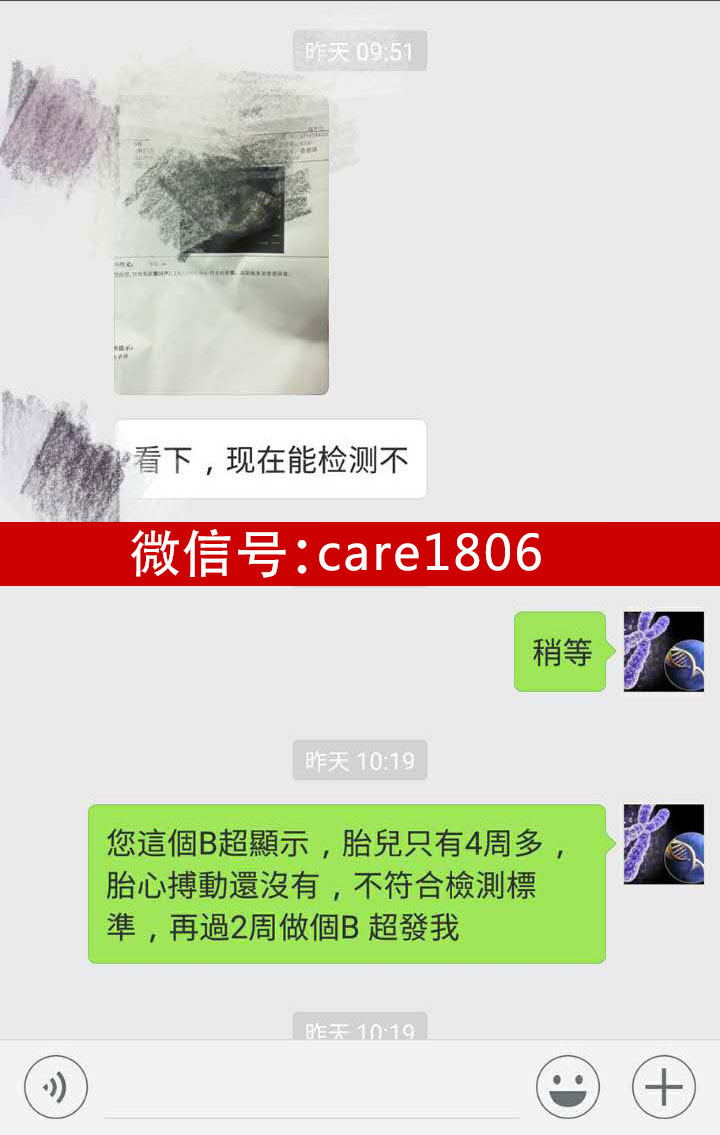 昨天 09:51
看下，现在能检测不
微信号：care1806
稍等
昨天 10:19
您這個B超顯示，胎兒只有4周多，
胎心搏動還沒有，不符合檢測標
準，再過2周做個B 超發我
昨天 10:19